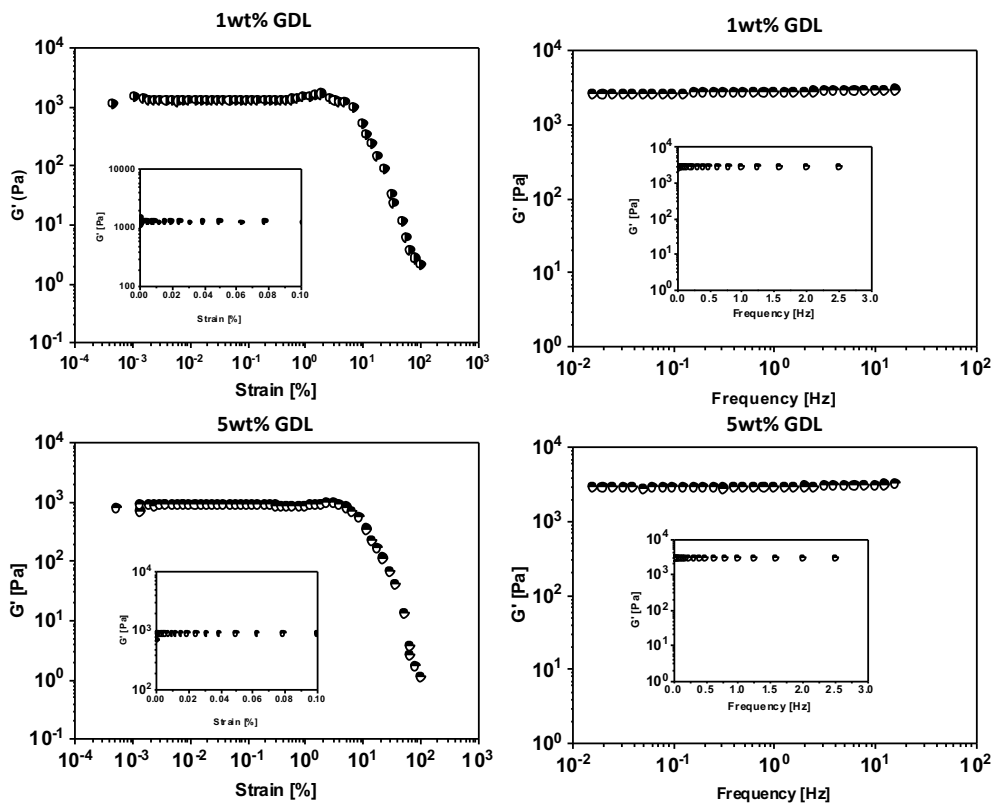 1wt% GDL
10⁴
10³
10²
10¹
10⁰
10⁻¹
G' (Pa)
10000
1000
100
G' [Pa]
0.00 0.02 0.04 0.06 0.08 0.10
Strain [%]
10⁻⁴ 10⁻³ 10⁻² 10⁻¹ 10⁰ 10¹ 10² 10³
Strain [%]
1wt% GDL
10⁴
10³
10²
10¹
10⁰
G' [Pa]
10⁴
10³
10²
10¹
10⁰
G' [Pa]
0.0 0.5 1.0 1.5 2.0 2.5 3.0
Frequency [Hz]
10⁻² 10⁻¹ 10⁰ 10¹ 10²
Frequency [Hz]
5wt% GDL
10⁴
10³
10²
10¹
10⁰
10⁻¹
G' [Pa]
10⁴
10³
10²
G' [Pa]
0.00 0.02 0.04 0.06 0.08 0.10
Strain [%]
10⁻⁴ 10⁻³ 10⁻² 10⁻¹ 10⁰ 10¹ 10² 10³
Strain [%]
5wt% GDL
10⁴
10³
10²
10¹
10⁰
G' [Pa]
10⁴
10³
10²
10¹
10⁰
G' [Pa]
0.0 0.5 1.0 1.5 2.0 2.5 3.0
Frequency [Hz]
10⁻² 10⁻¹ 10⁰ 10¹ 10²
Frequency [Hz]